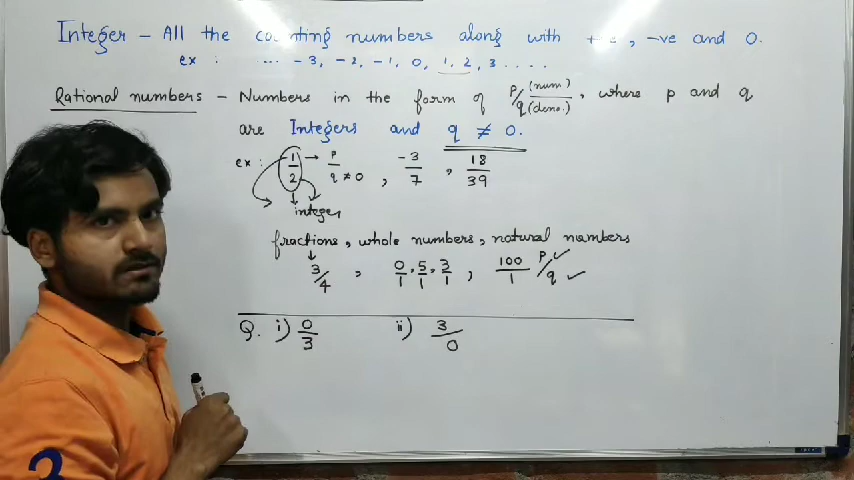 Integer - All the counting numbers along with + , -ve and 0.
ex : ... -3, -2, -1, 0, 1, 2, 3 .....
Rational numbers - Numbers in the form of p/q (num)/(deno.), where p and q
are Integers and q ≠ 0.
ex : 1/2 → p/q≠0, -3/7, 18/39
integer
fractions, whole numbers, natural numbers
3/4, 0/1, 5/1, 3/1, 100/1 p/q
Q. i) 0/3 ii) 3/0
3